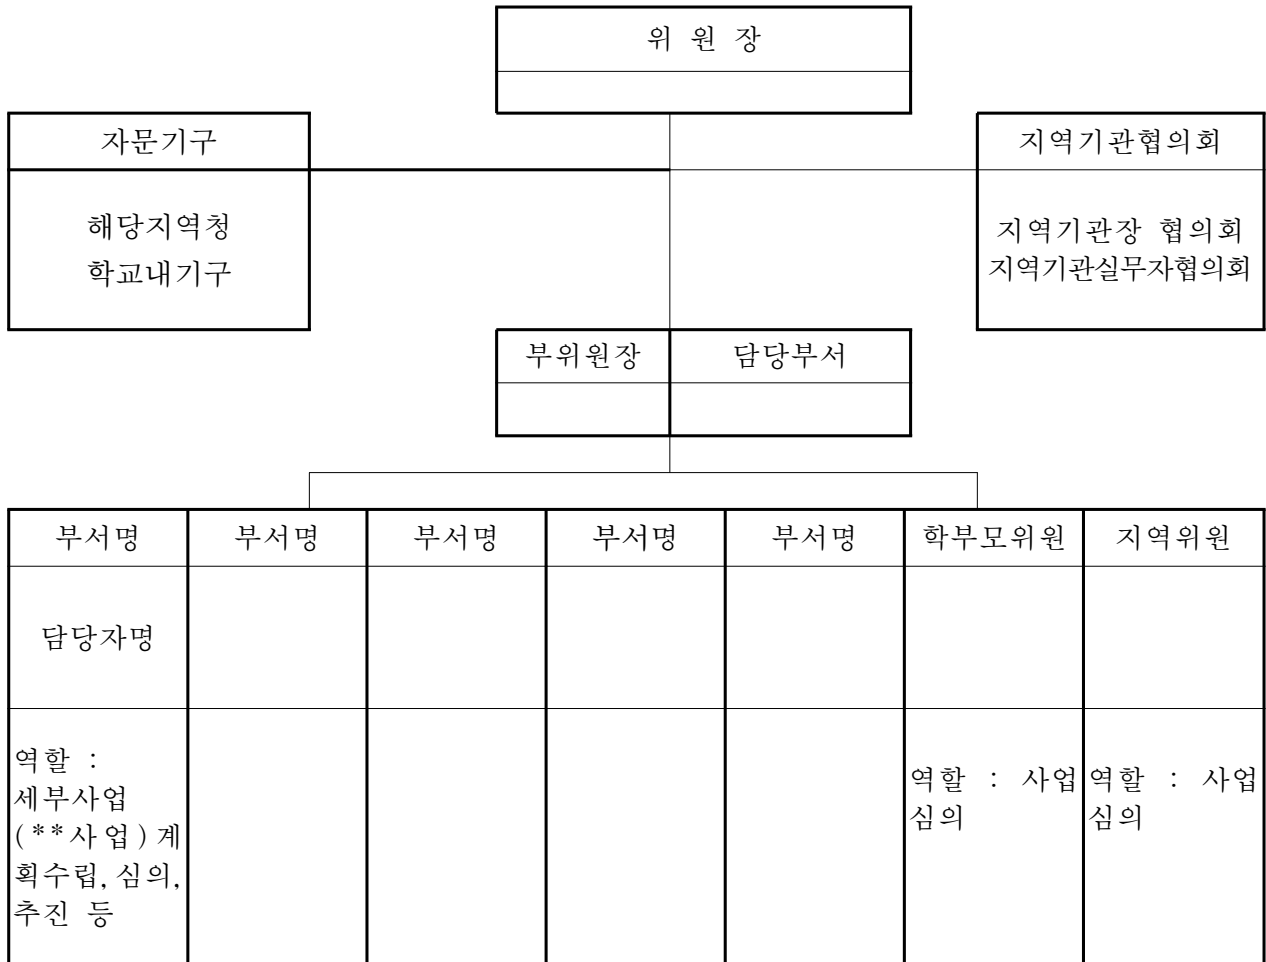 위 원 장
자문기구
지역기관협의회
해당지역청
학교내기구
지역기관장 협의회
지역기관실무자협의회
부위원장 담당부서
부서명 부서명 부서명 부서명 부서명 학부모위원 지역위원
담당자명
역할 :
세부사업
(**사업)계
획수립, 심의,
추진 등
역할 : 사업
심의
역할 : 사업
심의